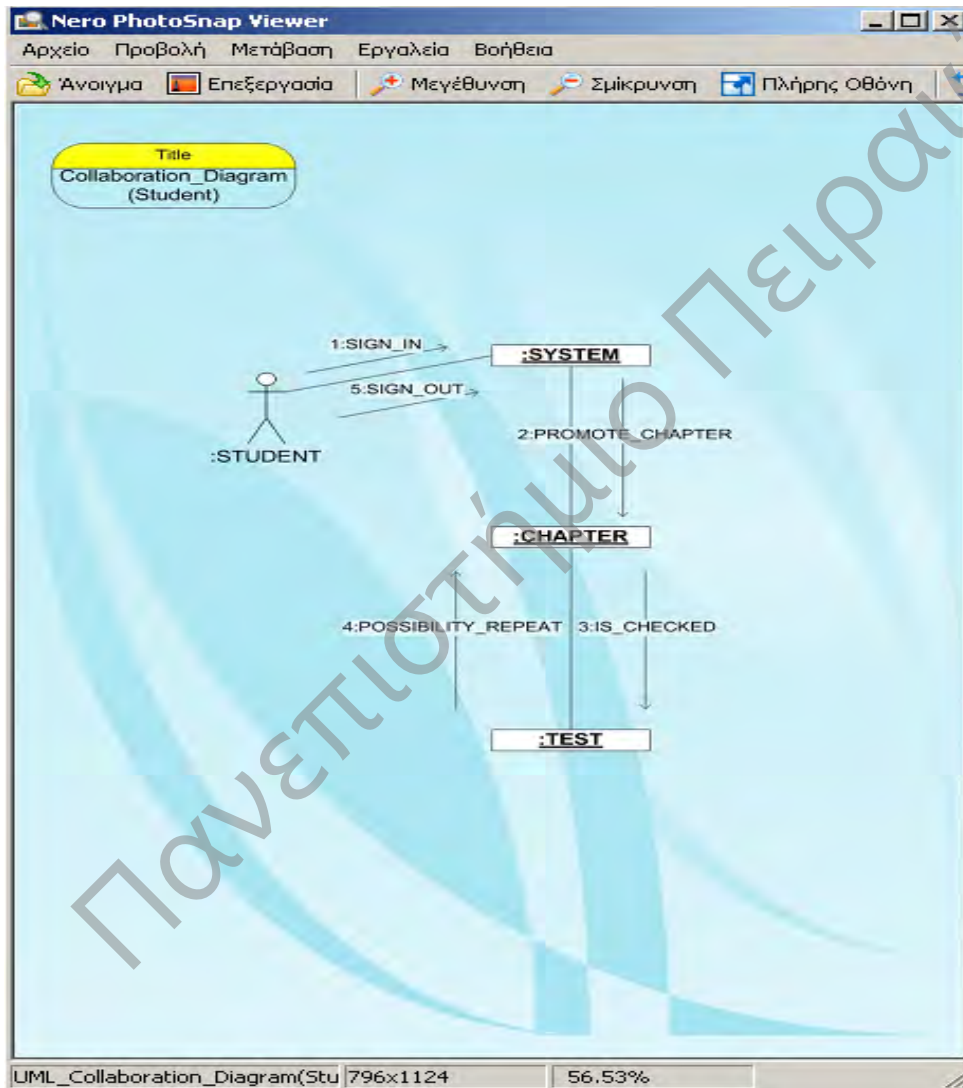 Nero PhotoSnap Viewer
Αρχείο Προβολή Μετάβαση Εργαλεία Βοήθεια
Άνοιγμα Επεξεργασία Μεγέθυνση Σμίκρυνση Πλήρης Οθόνη
Title
Collaboration_Diagram
(Student)
1:SIGN_IN
:SYSTEM
5:SIGN_OUT
:STUDENT
2:PROMOTE_CHAPTER
:CHAPTER
4:POSSIBILITY_REPEAT 3:IS_CHECKED
:TEST
Πανεπιστήμιο
UML_Collaboration_Diagram(Stu 796x1124 56.53%